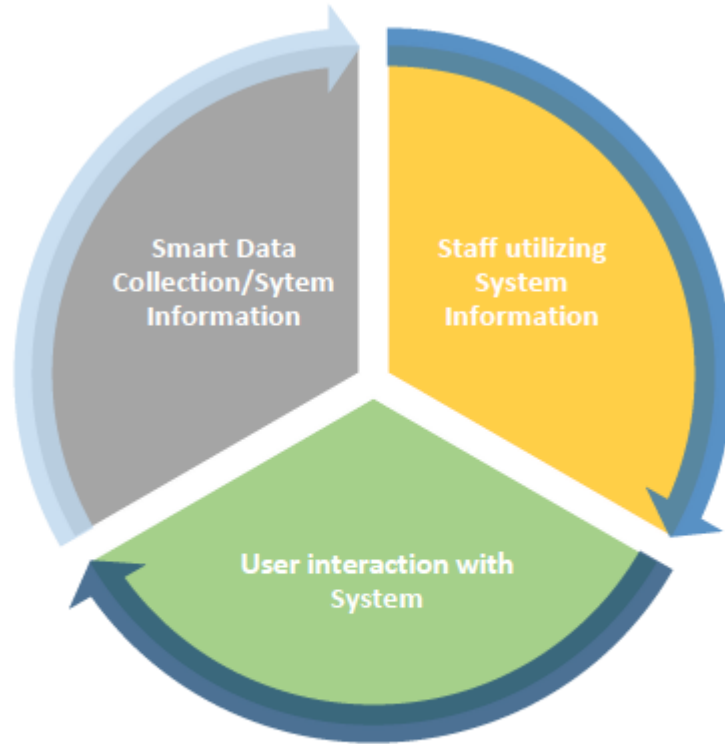 Smart Data
Collection/Sytem
Information
Staff utilizing
System
Information
User interaction with
System